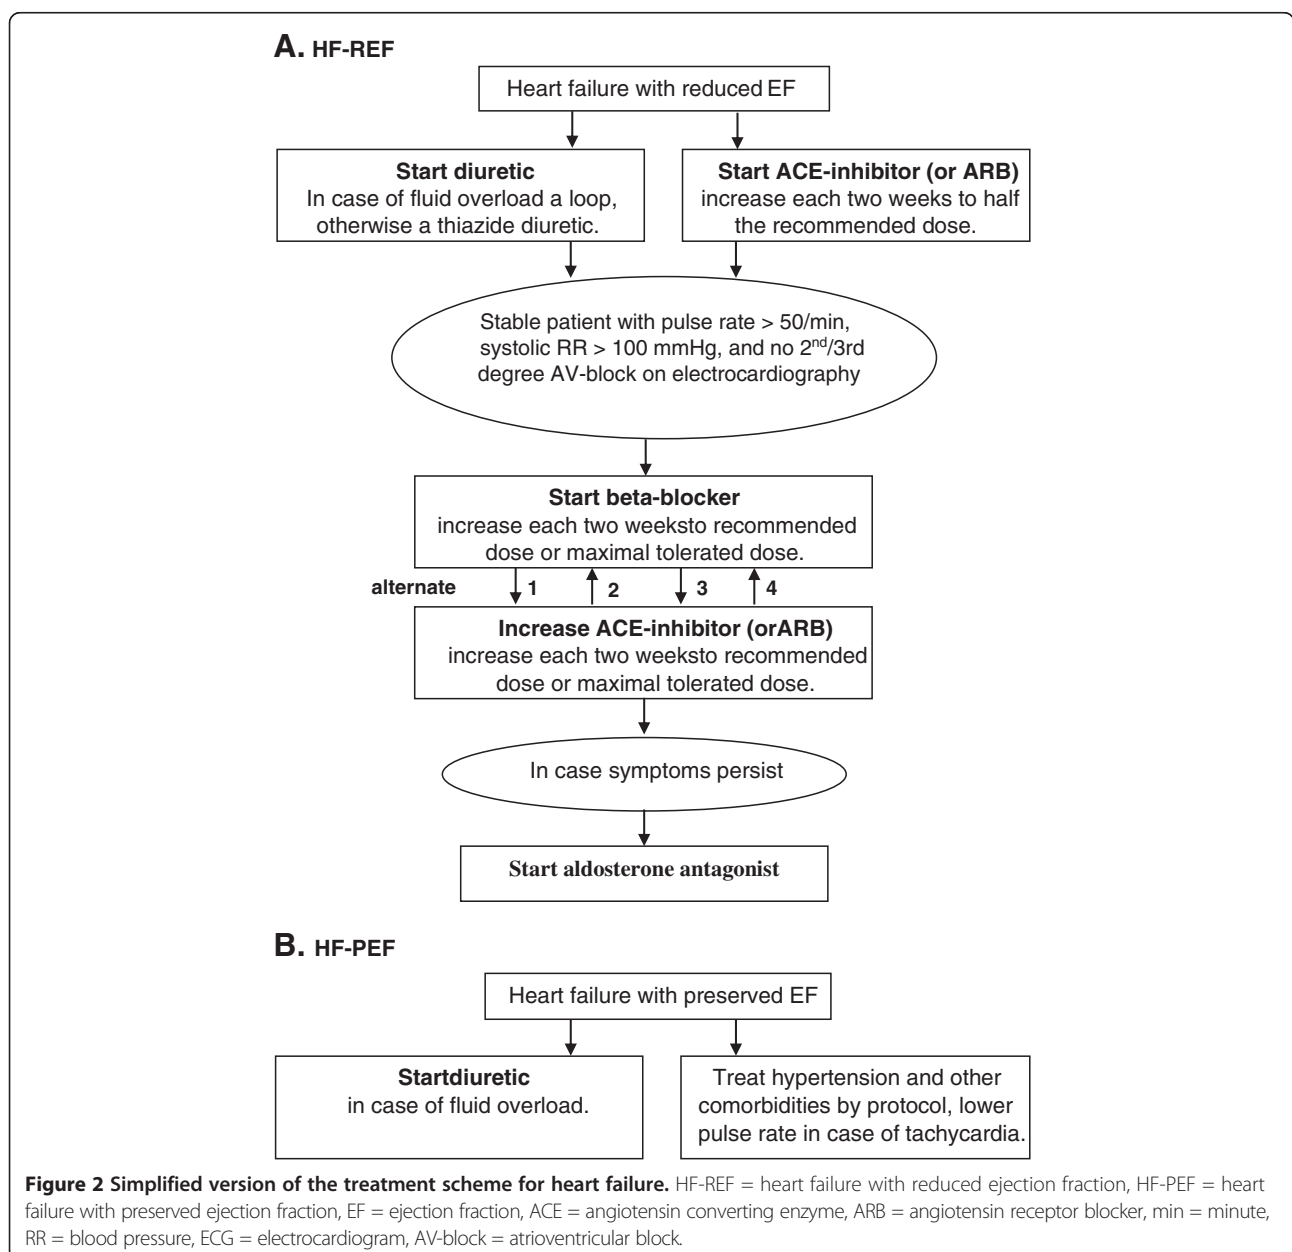 A. HF-REF
Heart failure with reduced EF
Start diuretic
In case of fluid overload a loop,
otherwise a thiazide diuretic.
Start ACE-inhibitor (or ARB)
increase each two weeks to half
the recommended dose.
Stable patient with pulse rate > 50/min,
systolic RR > 100 mmHg, and no 2nd/3rd
degree AV-block on electrocardiography
Start beta-blocker
increase each two weeksto recommended
dose or maximal tolerated dose.
alternate 1 2 3 4
Increase ACE-inhibitor (orARB)
increase each two weeksto recommended
dose or maximal tolerated dose.
In case symptoms persist
Start aldosterone antagonist
B. HF-PEF
Heart failure with preserved EF
Startdiuretic
in case of fluid overload.
Treat hypertension and other
comorbidities by protocol, lower
pulse rate in case of tachycardia.
Figure 2 Simplified version of the treatment scheme for heart failure. HF-REF = heart failure with reduced ejection fraction, HF-PEF = heart
failure with preserved ejection fraction, EF = ejection fraction, ACE = angiotensin converting enzyme, ARB = angiotensin receptor blocker, min = minute,
RR = blood pressure, ECG = electrocardiogram, AV-block = atrioventricular block.